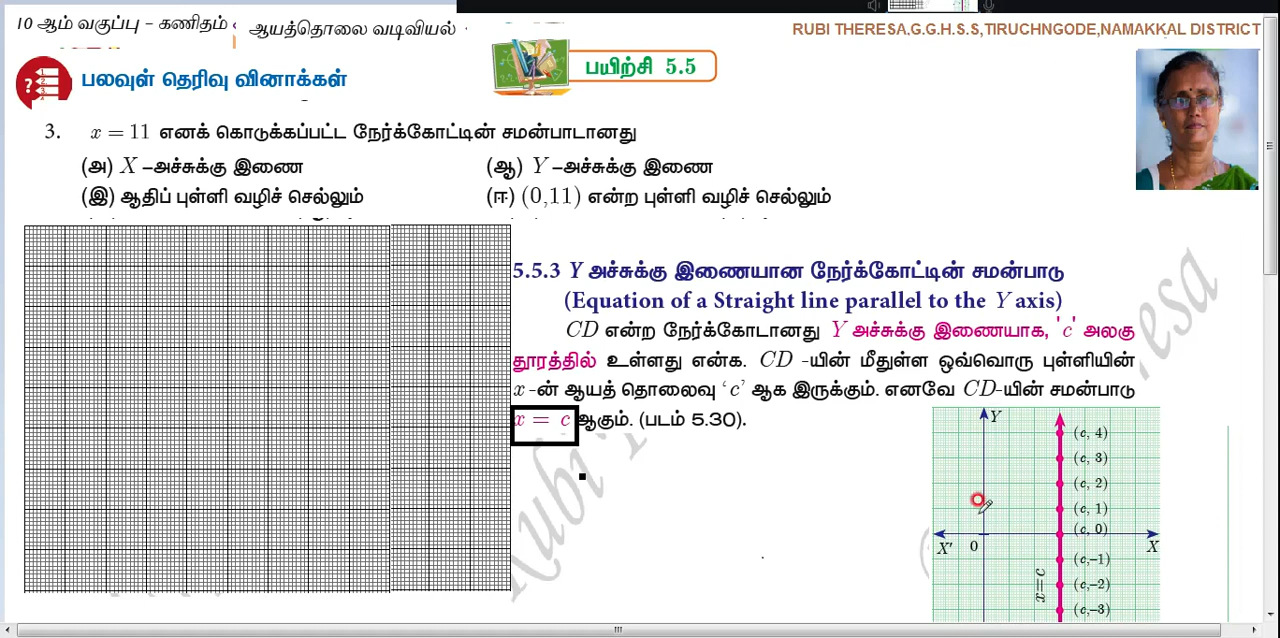 10 ஆம் வகுப்பு – கணிதம்
ஆயத்தொலை வடிவியல்
RUBI THERESA,G.G.H.S.S,TIRUCHNGODE,NAMAKKAL DISTRICT
பலவுள் தெரிவு வினாக்கள்
பயிற்சி 5.5
3. x = 11 எனக் கொடுக்கப்பட்ட நேர்க்கோட்டின் சமன்பாடானது
(அ) X –அச்சுக்கு இணை (ஆ) Y –அச்சுக்கு இணை
(இ) ஆதிப் புள்ளி வழிச் செல்லும் (ஈ) (0,11) என்ற புள்ளி வழிச் செல்லும்
5.5.3 Y அச்சுக்கு இணையான நேர்க்கோட்டின் சமன்பாடு
(Equation of a Straight line parallel to the Y axis)
CD என்ற நேர்க்கோடானது Y அச்சுக்கு இணையாக, 'c' அலகு
தூரத்தில் உள்ளது என்க. CD -யின் மீதுள்ள ஒவ்வொரு புள்ளியின்
x -ன் ஆயத் தொலைவு ‘c’ ஆக இருக்கும். எனவே CD-யின் சமன்பாடு
x = c ஆகும். (படம் 5.30).
Y
(c, 4)
(c, 3)
(c, 2)
(c, 1)
(c, 0)
X' 0 X
(c,–1)
(c,–2)
(c,–3)
x=c